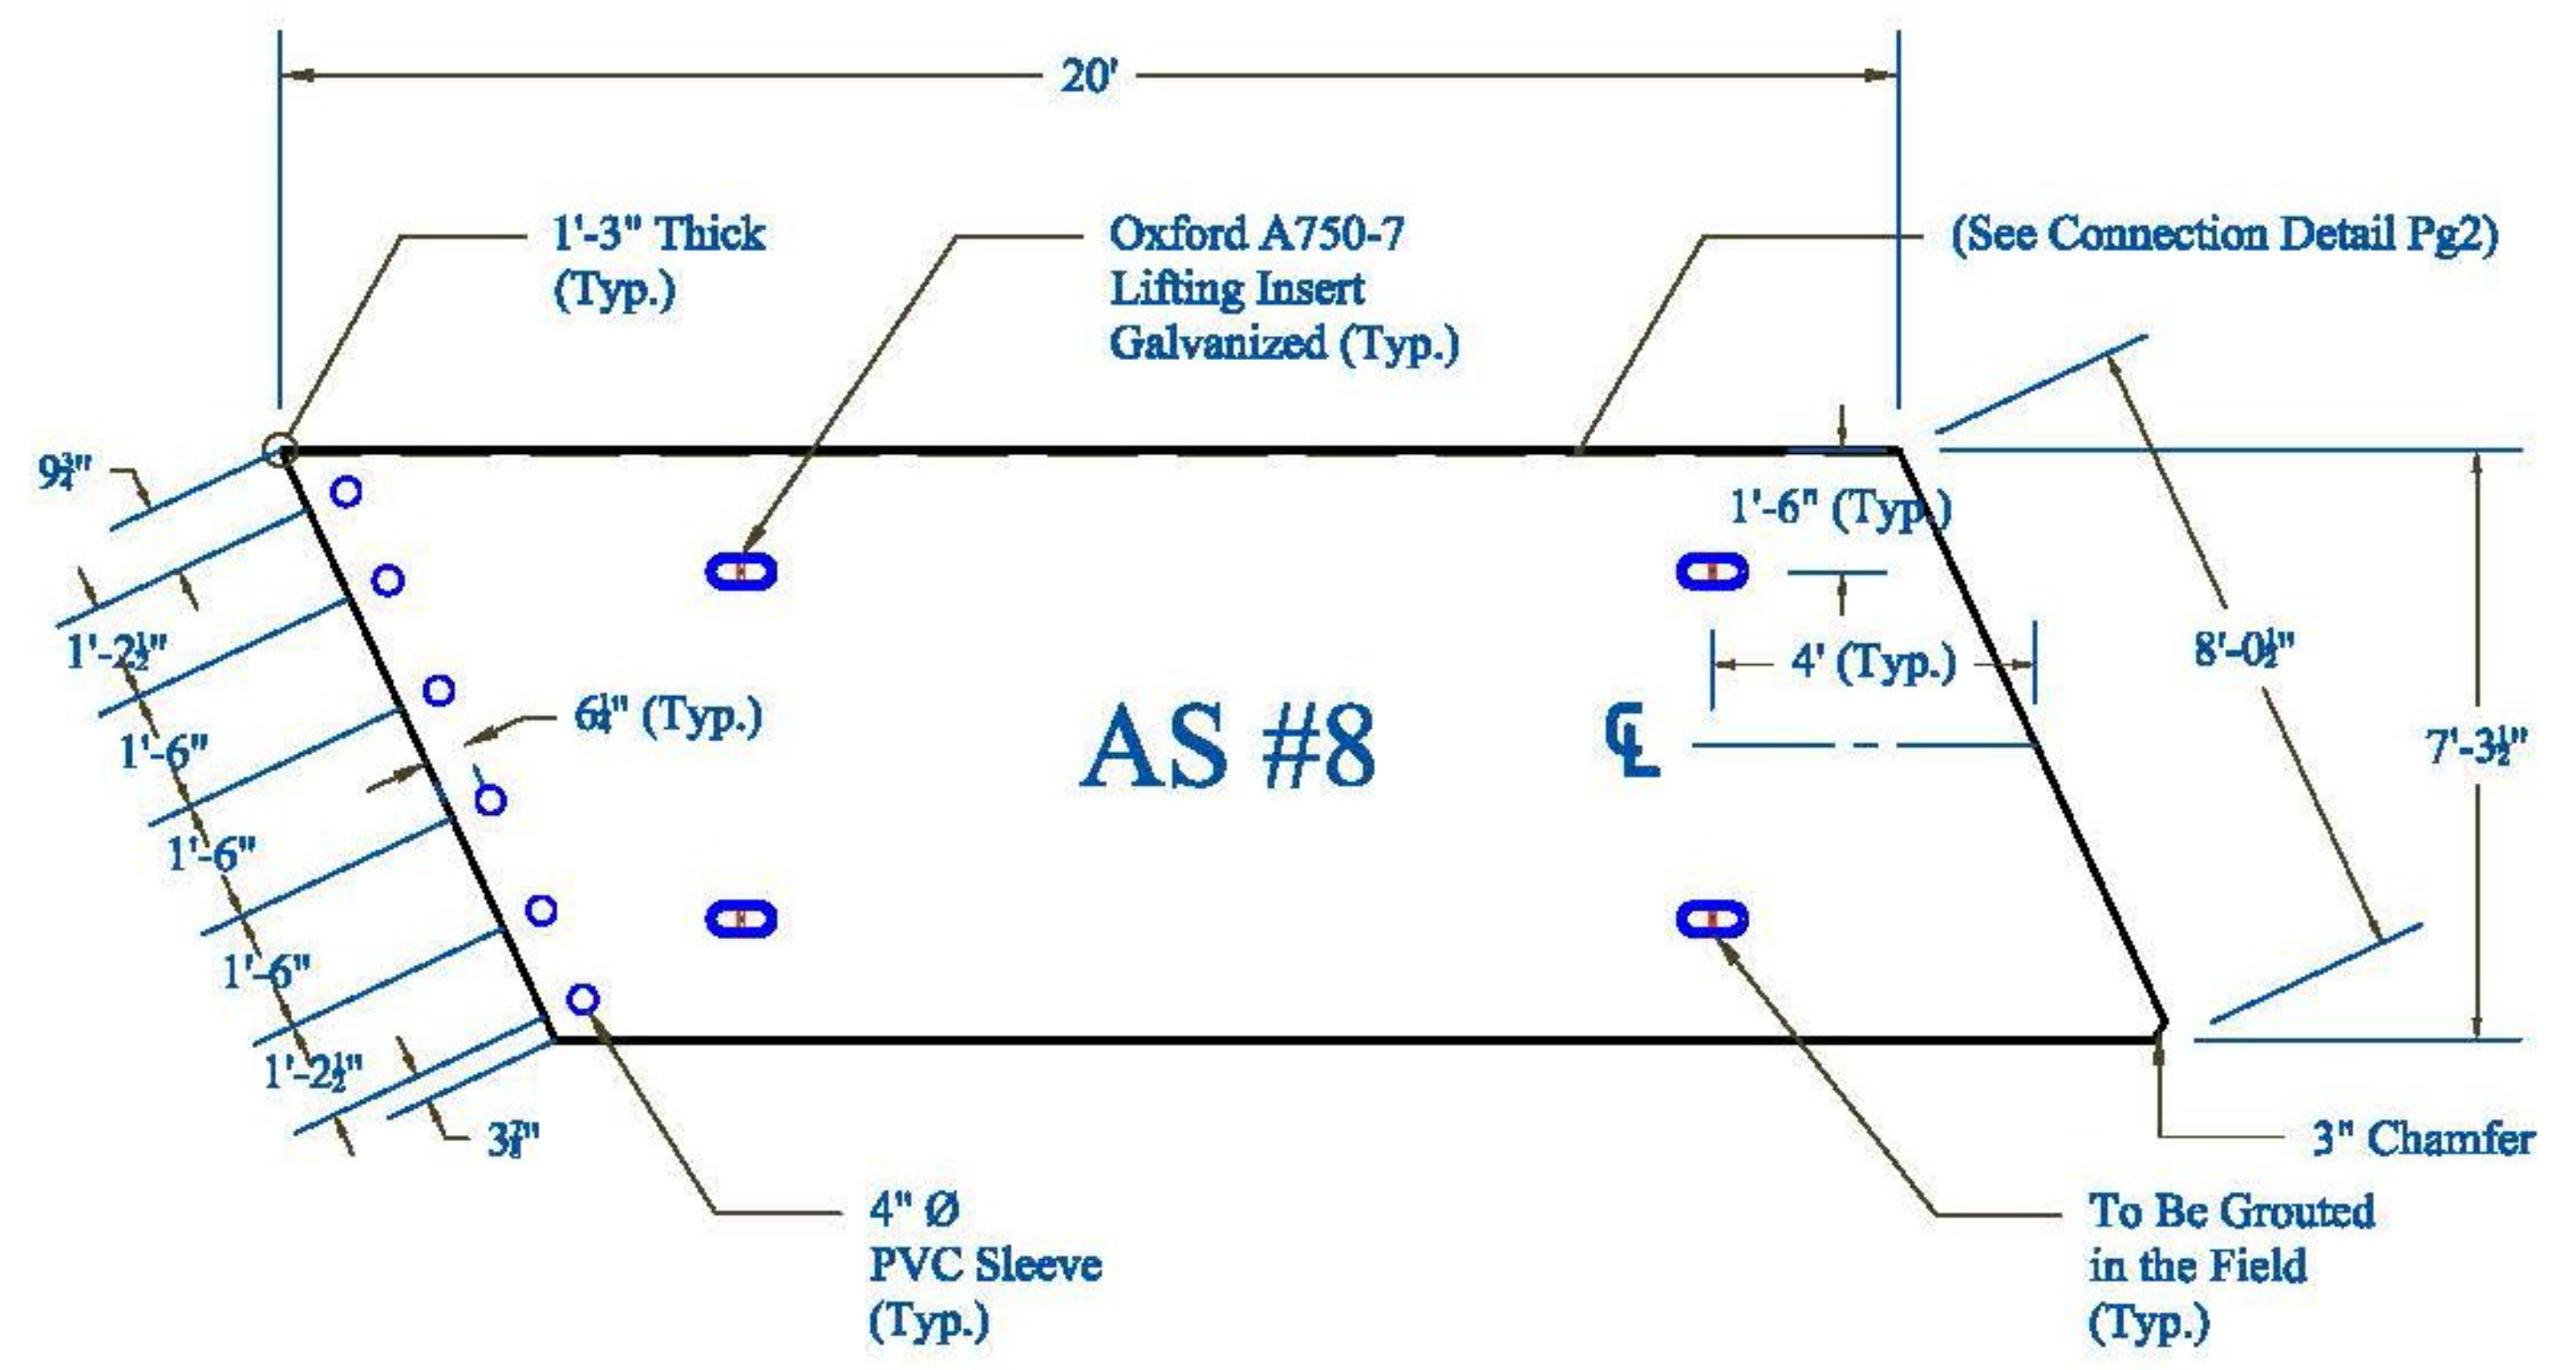 20'
1'-3" Thick
(Typ.)
Oxford A750-7
Lifting Insert
Galvanized (Typ.)
(See Connection Detail Pg2)
9¾"
1'-6" (Typ.)
1'-2½"
4' (Typ.)
8'-0½"
6¼" (Typ.)
AS #8
℄
7'-3½"
1'-6"
1'-6"
1'-6"
1'-2½"
3⅞"
3" Chamfer
4" Ø
PVC Sleeve
(Typ.)
To Be Grouted
in the Field
(Typ.)